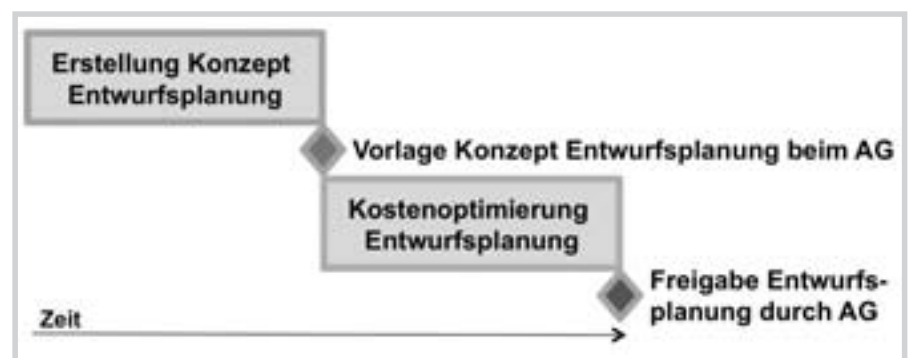 Erstellung Konzept
Entwurfsplanung
Vorlage Konzept Entwurfsplanung beim AG
Kostenoptimierung
Entwurfsplanung
Freigabe Entwurfs-
planung durch AG
Zeit